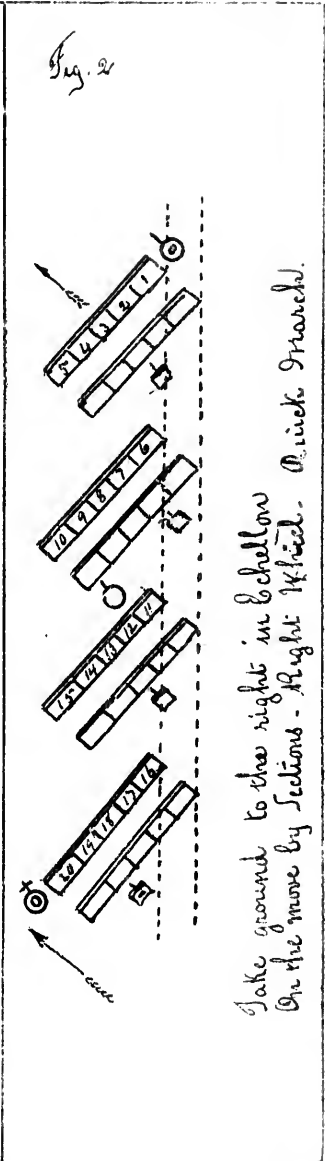 Fig. 2
5 4 3 2 1
10 9 8 7 6
15 14 13 12 11
20 19 18 17 16
Take ground to the right in Echellon
On the move by Sections - Right Wheel - Quick March.